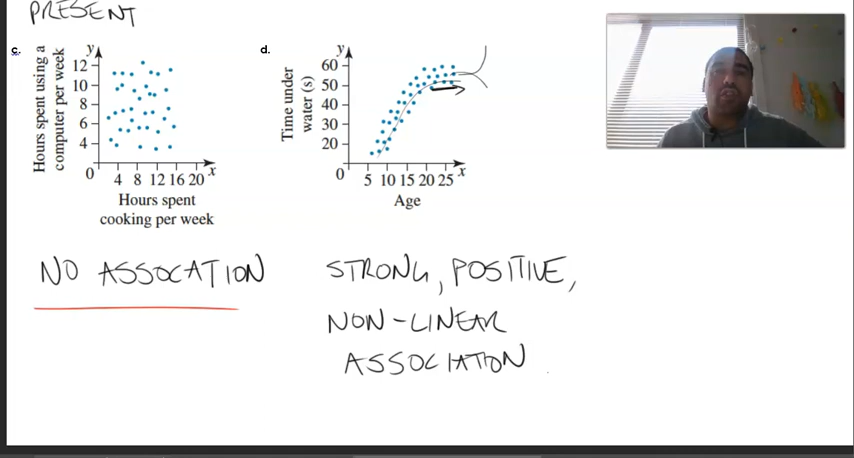 PRESENT
c.
d.
Hours spent using a
computer per week
y
12
10
8
6
4
0
4 8 12 16 20 x
Hours spent
cooking per week
Time under
water (s)
y
60
50
40
30
20
0
5 10 15 20 25 x
Age
NO ASSOCATION
STRONG, POSITIVE,
NON-LINEAR
ASSOCIATION